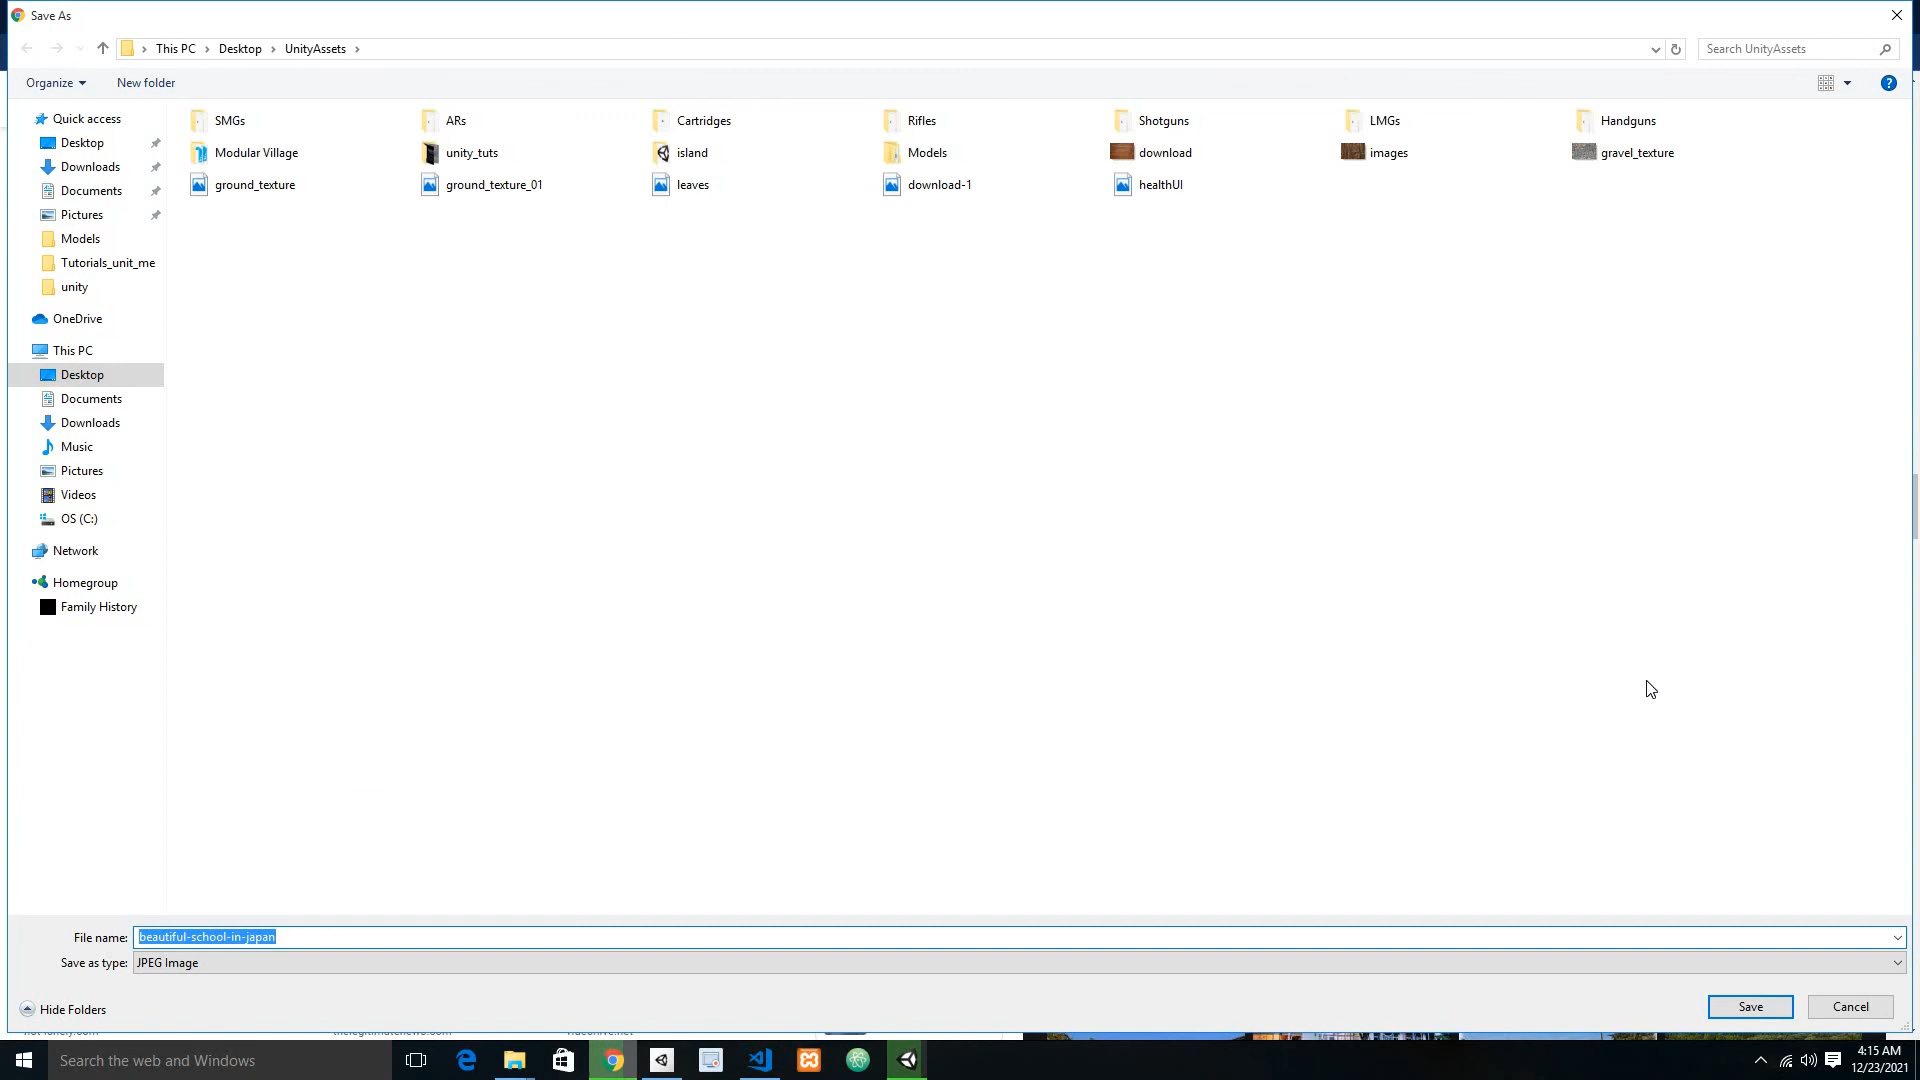 Save As
This PC > Desktop > UnityAssets >
Search UnityAssets
Organize
New folder
Quick access
Desktop
Downloads
Documents
Pictures
Models
Tutorials_unit_me
unity
OneDrive
This PC
Desktop
Documents
Downloads
Music
Pictures
Videos
OS (C:)
Network
Homegroup
Family History
SMGs ARs Cartridges Rifles Shotguns LMGs Handguns
Modular Village unity_tuts island Models download images gravel_texture
ground_texture ground_texture_01 leaves download-1 healthUI
File name: beautiful-school-in-japan
Save as type: JPEG Image
Hide Folders
Save
Cancel
Search the web and Windows
4:15 AM
12/23/2021